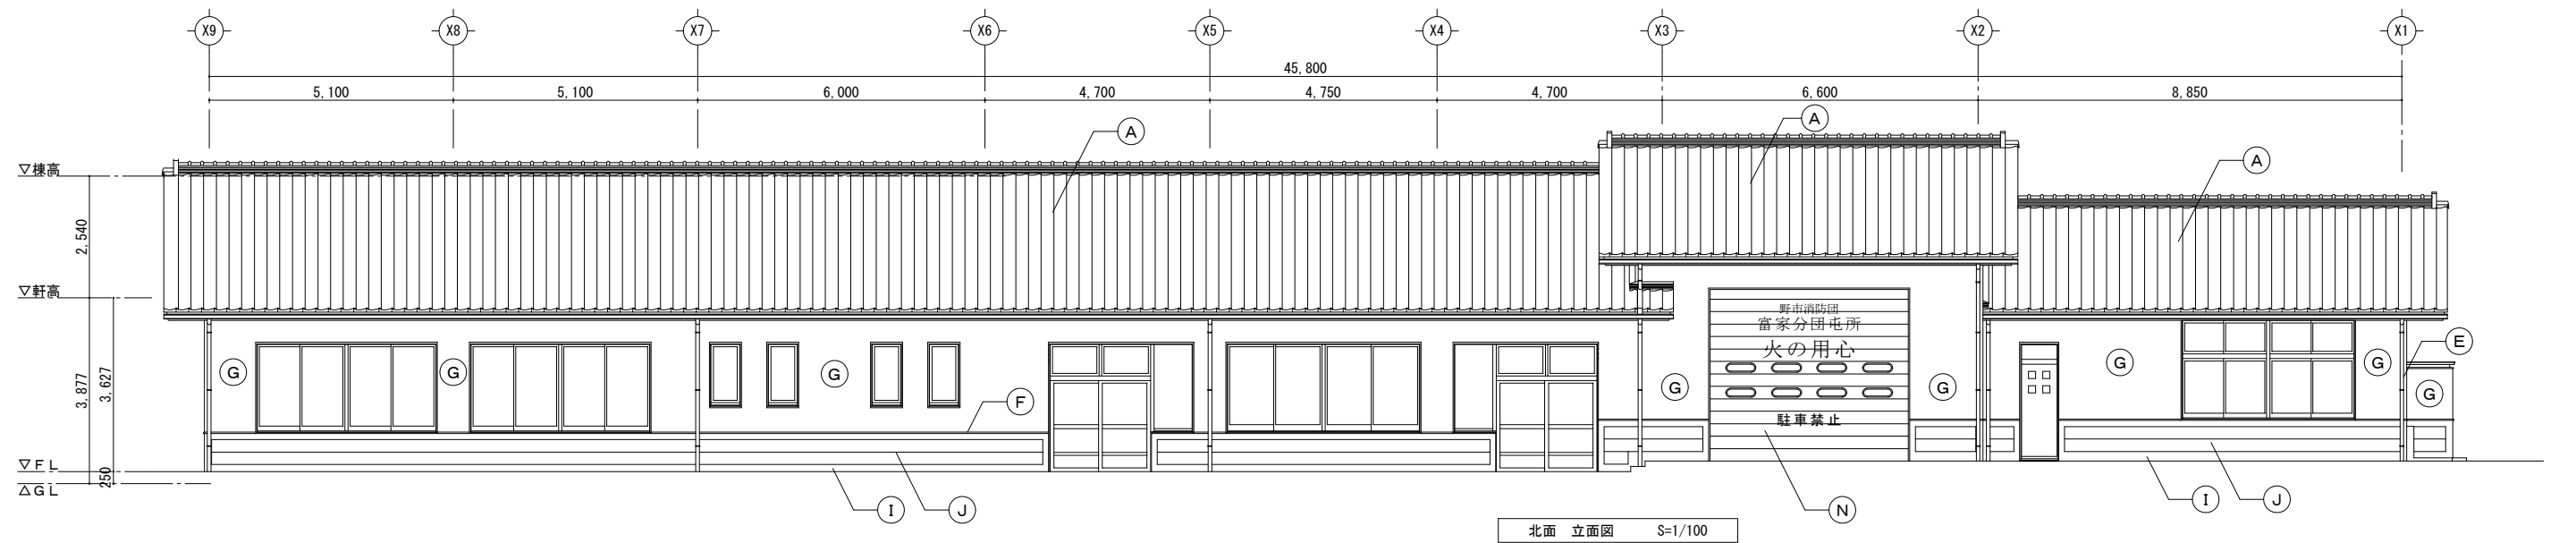 X9 X8 X7 X6 X5 X4 X3 X2 X1
45,800
5,100 5,100 6,000 4,700 4,750 4,700 6,600 8,850
A A A
▽棟高
2,540
▽軒高
3,877
3,627
野市消防団
富家分団屯所
火の用心
駐車禁止
E
G G G G G G G G
F
▽FL
250
△GL
I J N I J
北面 立面図 S=1/100